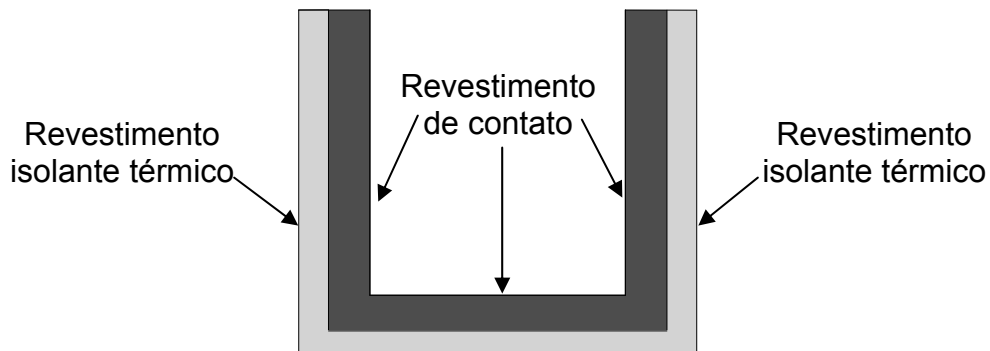 Revestimento
de contato
Revestimento
isolante térmico
Revestimento
isolante térmico